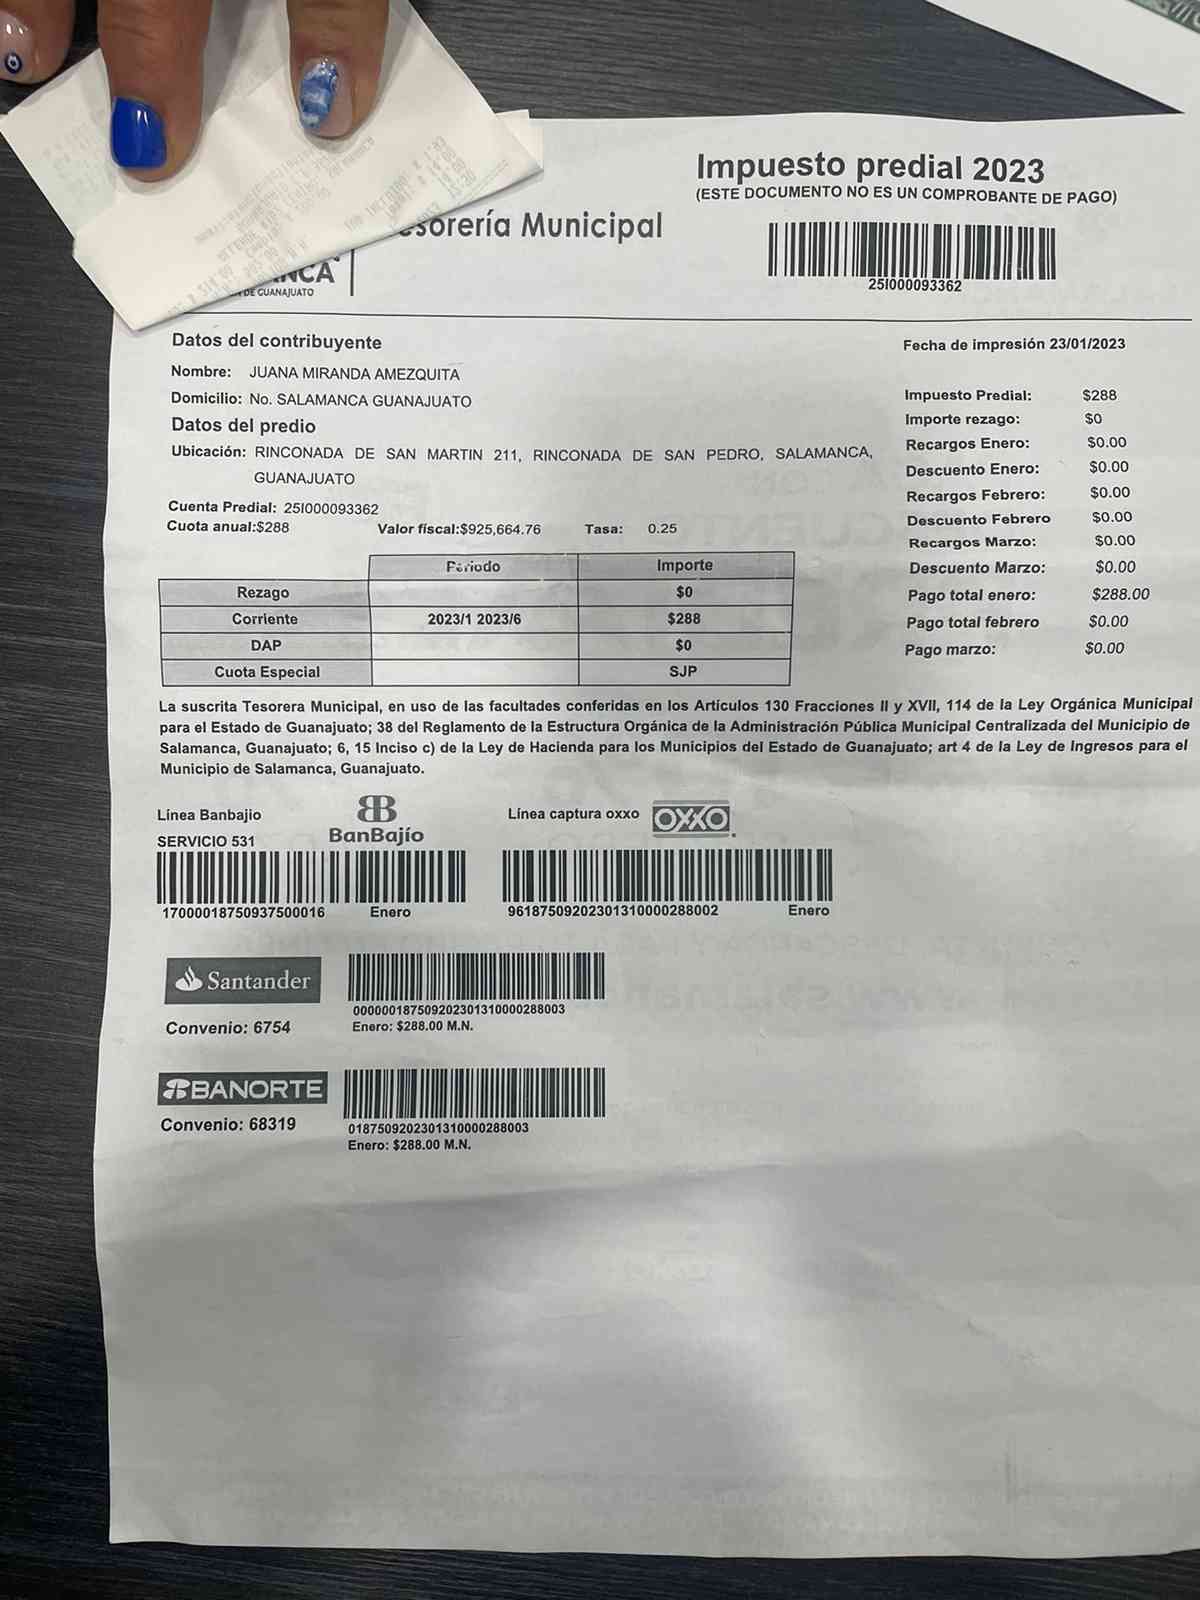 Impuesto predial 2023
(ESTE DOCUMENTO NO ES UN COMPROBANTE DE PAGO)
Municipal
DE GUANAJUATO
25I000093362
Datos del contribuyente
Fecha de impresión 23/01/2023
Nombre: JUANA MIRANDA AMEZQUITA
Domicilio: No. SALAMANCA GUANAJUATO
Datos del predio
Ubicación: RINCONADA DE SAN MARTIN 211, RINCONADA DE SAN PEDRO, SALAMANCA,
GUANAJUATO
Cuenta Predial: 25I000093362
Cuota anual:$288 Valor fiscal:$925,664.76 Tasa: 0.25
Impuesto Predial: $288
Importe rezago: $0
Recargos Enero: $0.00
Descuento Enero: $0.00
Recargos Febrero: $0.00
Descuento Febrero $0.00
Recargos Marzo: $0.00
Descuento Marzo: $0.00
Pago total enero: $288.00
Pago total febrero $0.00
Pago marzo: $0.00
Periodo Importe
Rezago $0
Corriente 2023/1 2023/6 $288
DAP $0
Cuota Especial SJP
La suscrita Tesorera Municipal, en uso de las facultades conferidas en los Artículos 130 Fracciones II y XVII, 114 de la Ley Orgánica Municipal
para el Estado de Guanajuato; 38 del Reglamento de la Estructura Orgánica de la Administración Pública Municipal Centralizada del Municipio de
Salamanca, Guanajuato; 6, 15 Inciso c) de la Ley de Hacienda para los Municipios del Estado de Guanajuato; art 4 de la Ley de Ingresos para el
Municipio de Salamanca, Guanajuato.
Línea Banbajio
SERVICIO 531
BanBajío
Línea captura oxxo OXXO
17000018750937500016 Enero
96187509202301310000288002 Enero
Santander
Convenio: 6754
000000187509202301310000288003
Enero: $288.00 M.N.
BANORTE
Convenio: 68319
0187509202301310000288003
Enero: $288.00 M.N.